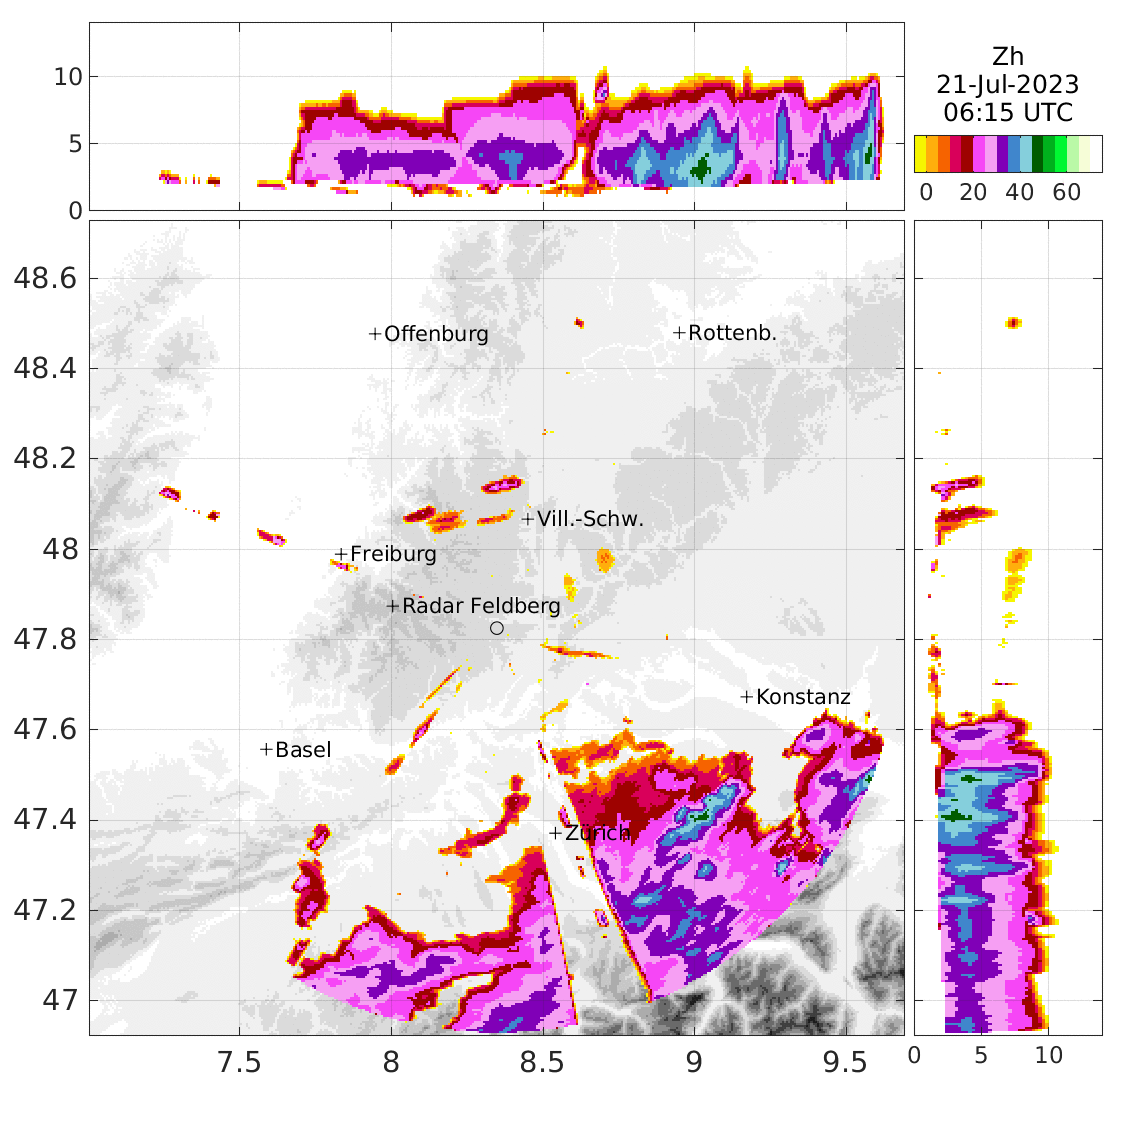 10
5
0
Zh
21-Jul-2023
06:15 UTC
0 20 40 60
48.6
48.4
48.2
48
47.8
47.6
47.4
47.2
47
+Offenburg
+Rottenb.
+Vill.-Schw.
+Freiburg
+Radar Feldberg
+Konstanz
+Basel
+Zürich
7.5 8 8.5 9 9.5
0 5 10